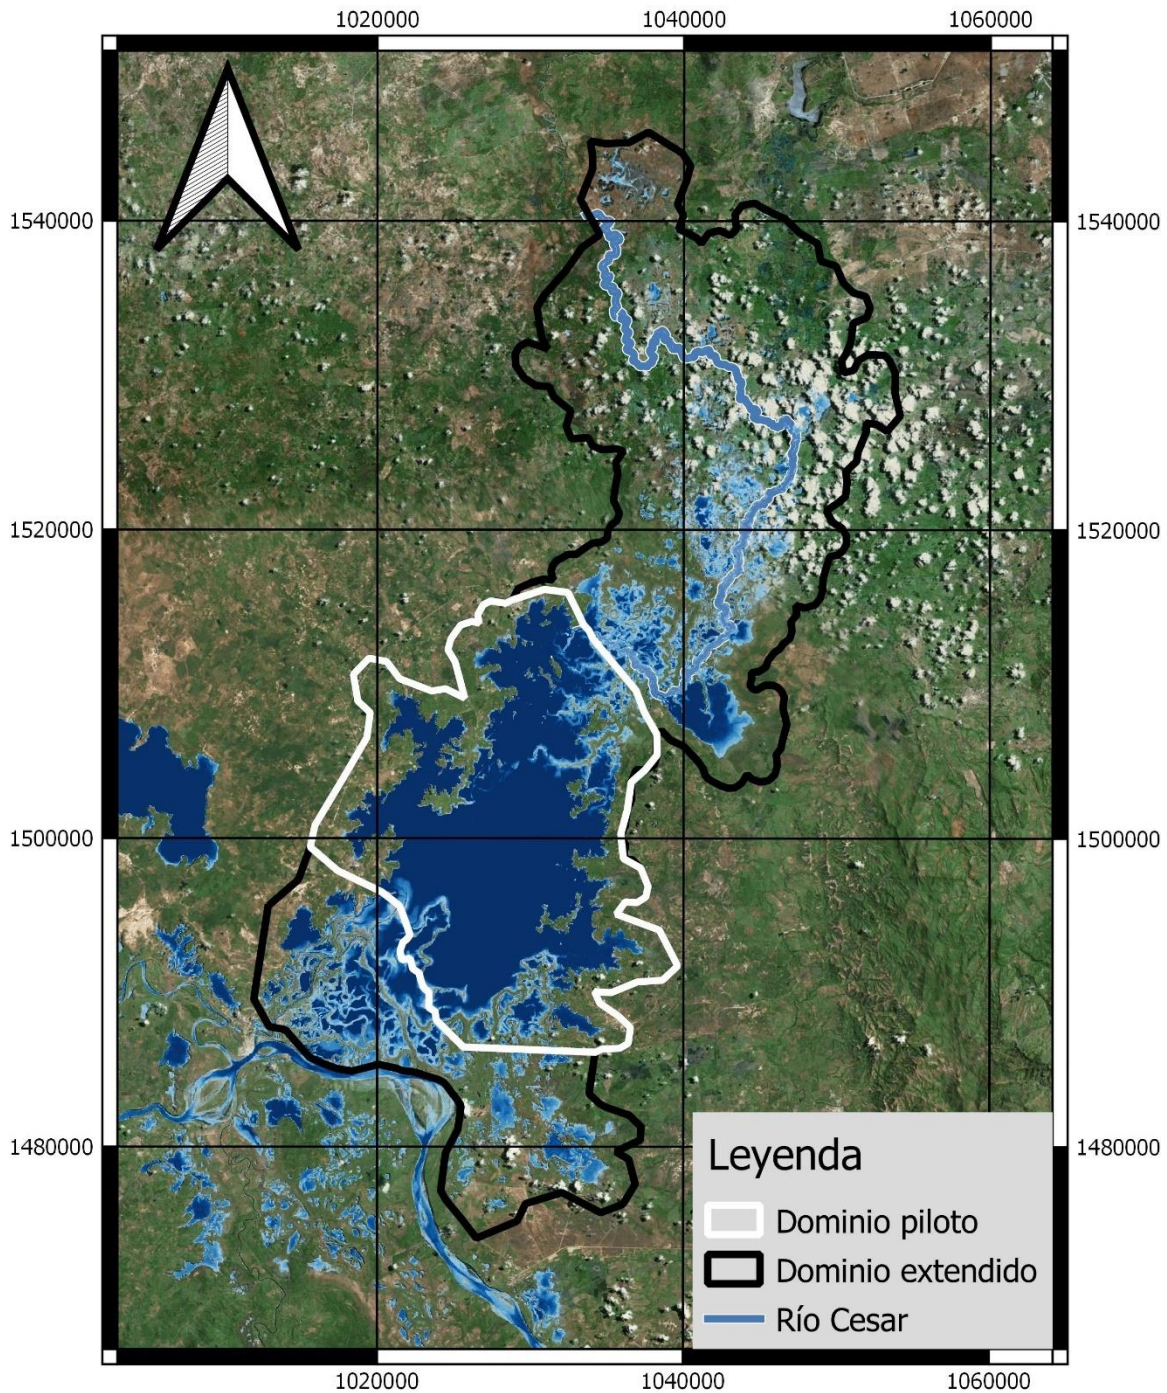 1020000 1040000 1060000
1540000 1540000
1520000 1520000
1500000 1500000
1480000 1480000
Leyenda
Dominio piloto
Dominio extendido
Río Cesar
1020000 1040000 1060000